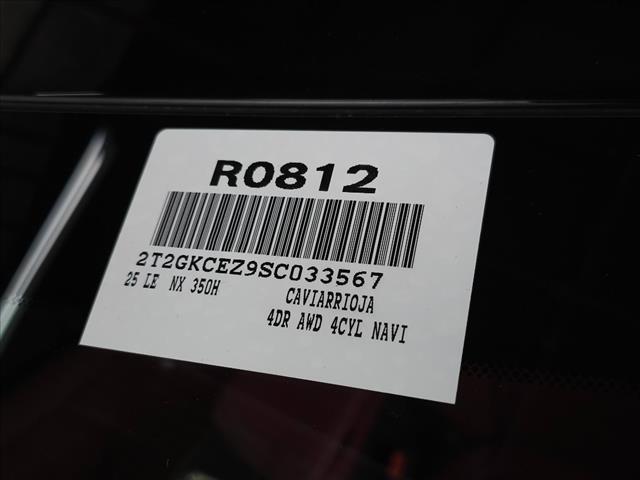 R0812
2T2GKCEZ9SC033567
25 LE NX 350H CAVIARRIOJA
4DR AWD 4CYL NAVI